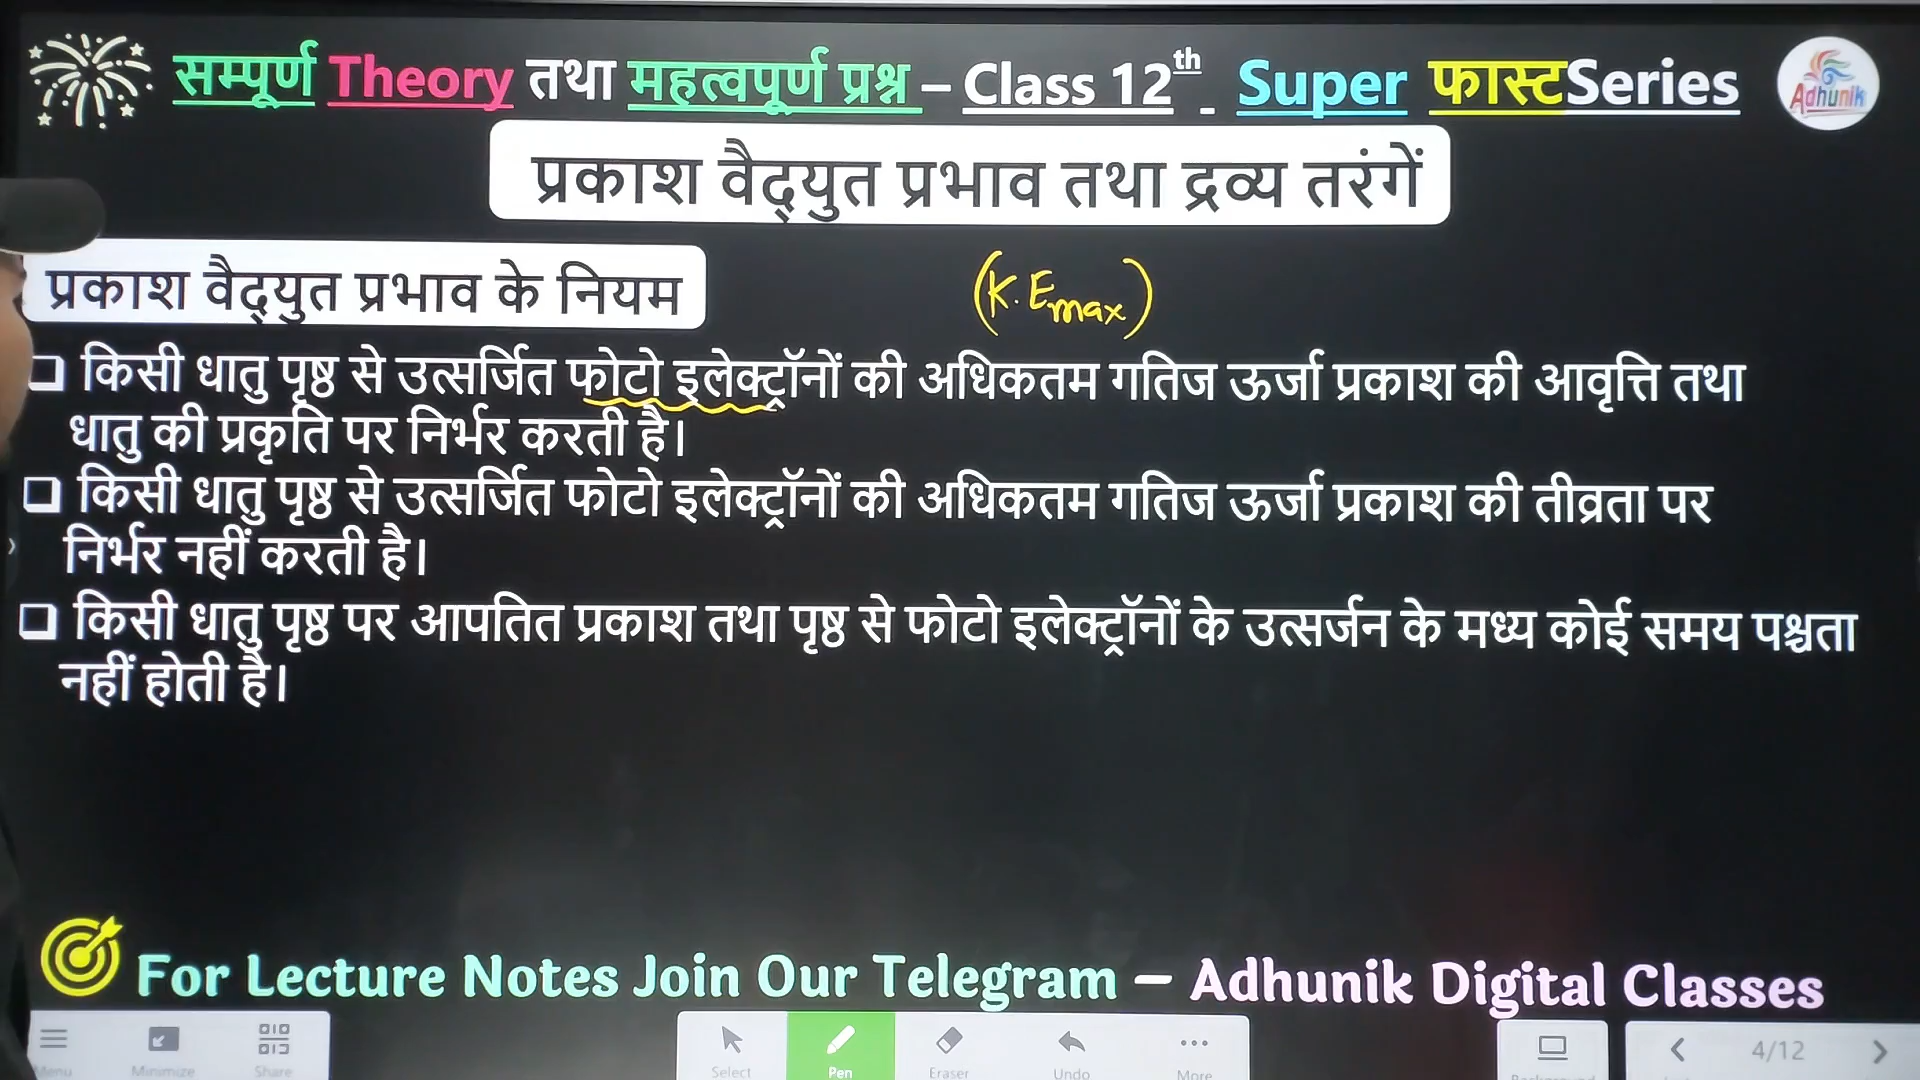 सम्पूर्ण Theory तथा महत्वपूर्ण प्रश्न – Class 12th - Super फास्टSeries
Adhunik
प्रकाश वैद्युत प्रभाव तथा द्रव्य तरंगें
प्रकाश वैद्युत प्रभाव के नियम
(K.Emax)
किसी धातु पृष्ठ से उत्सर्जित फोटो इलेक्ट्रॉनों की अधिकतम गतिज ऊर्जा प्रकाश की आवृत्ति तथा
धातु की प्रकृति पर निर्भर करती है।
किसी धातु पृष्ठ से उत्सर्जित फोटो इलेक्ट्रॉनों की अधिकतम गतिज ऊर्जा प्रकाश की तीव्रता पर
निर्भर नहीं करती है।
किसी धातु पृष्ठ पर आपतित प्रकाश तथा पृष्ठ से फोटो इलेक्ट्रॉनों के उत्सर्जन के मध्य कोई समय पश्चता
नहीं होती है।
For Lecture Notes Join Our Telegram – Adhunik Digital Classes
Menu Minimize Share Select Pen Eraser Undo More 4/12